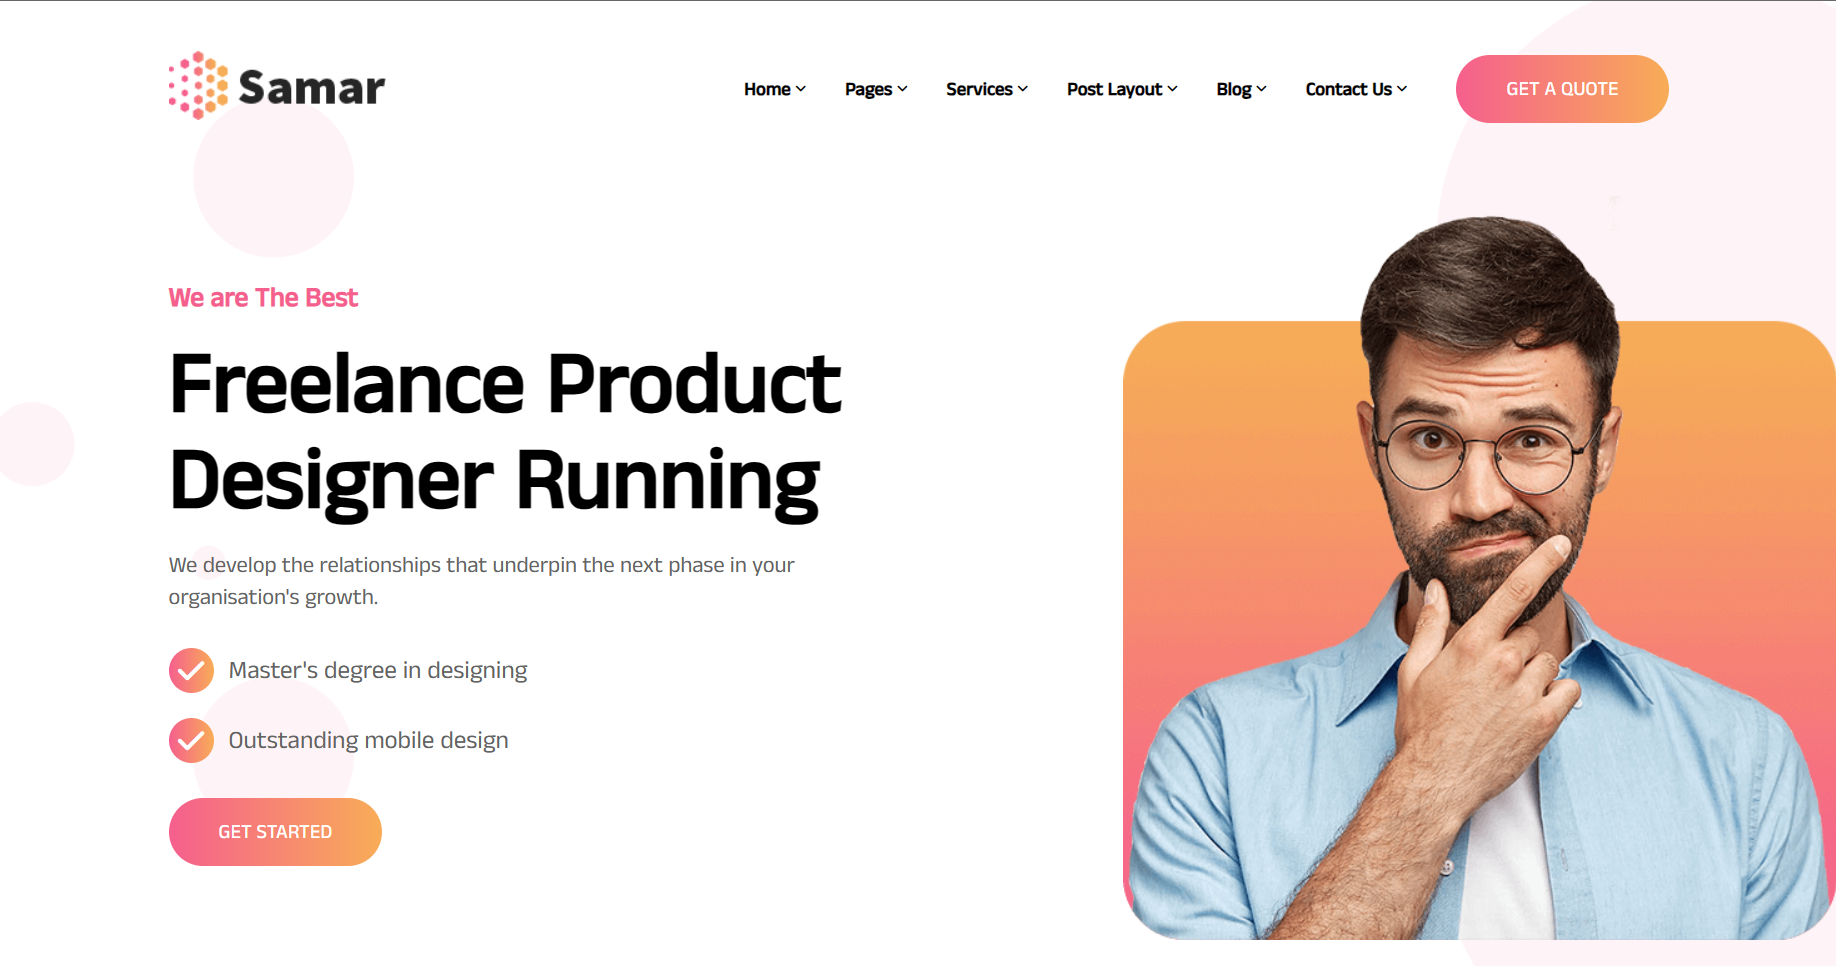 Samar
Home
Pages
Services
Post Layout
Blog
Contact Us
GET A QUOTE
We are The Best
Freelance Product
Designer Running
We develop the relationships that underpin the next phase in your
organisation's growth.
Master's degree in designing
Outstanding mobile design
GET STARTED